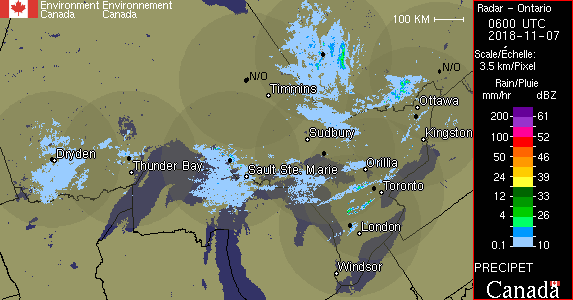 Environment Environnement
Canada Canada
100 KM
N/O
N/O
Timmins
Ottawa
Sudbury
Kingston
Dryden
Thunder Bay
Sault Ste. Marie
Orillia
Toronto
London
Windsor
Radar - Ontario
0600 UTC
2018-11-07
Scale/Échelle:
3.5 km/Pixel
Rain/Pluie
mm/hr dBZ
200 61
100 52
50 46
24 39
12 33
4 26
0.1 10
PRECIPET
Canada